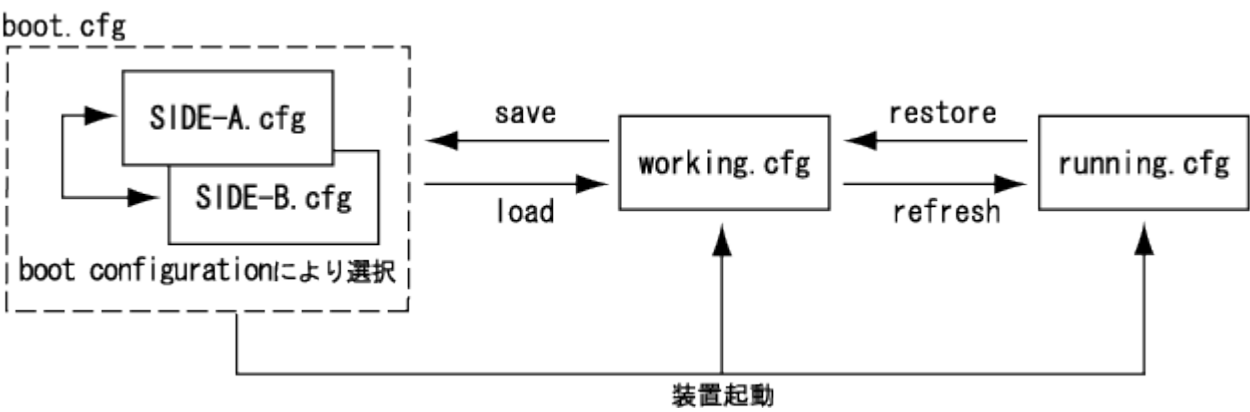 boot.cfg
SIDE-A.cfg
SIDE-B.cfg
boot configurationにより選択
save
load
working.cfg
restore
refresh
running.cfg
装置起動